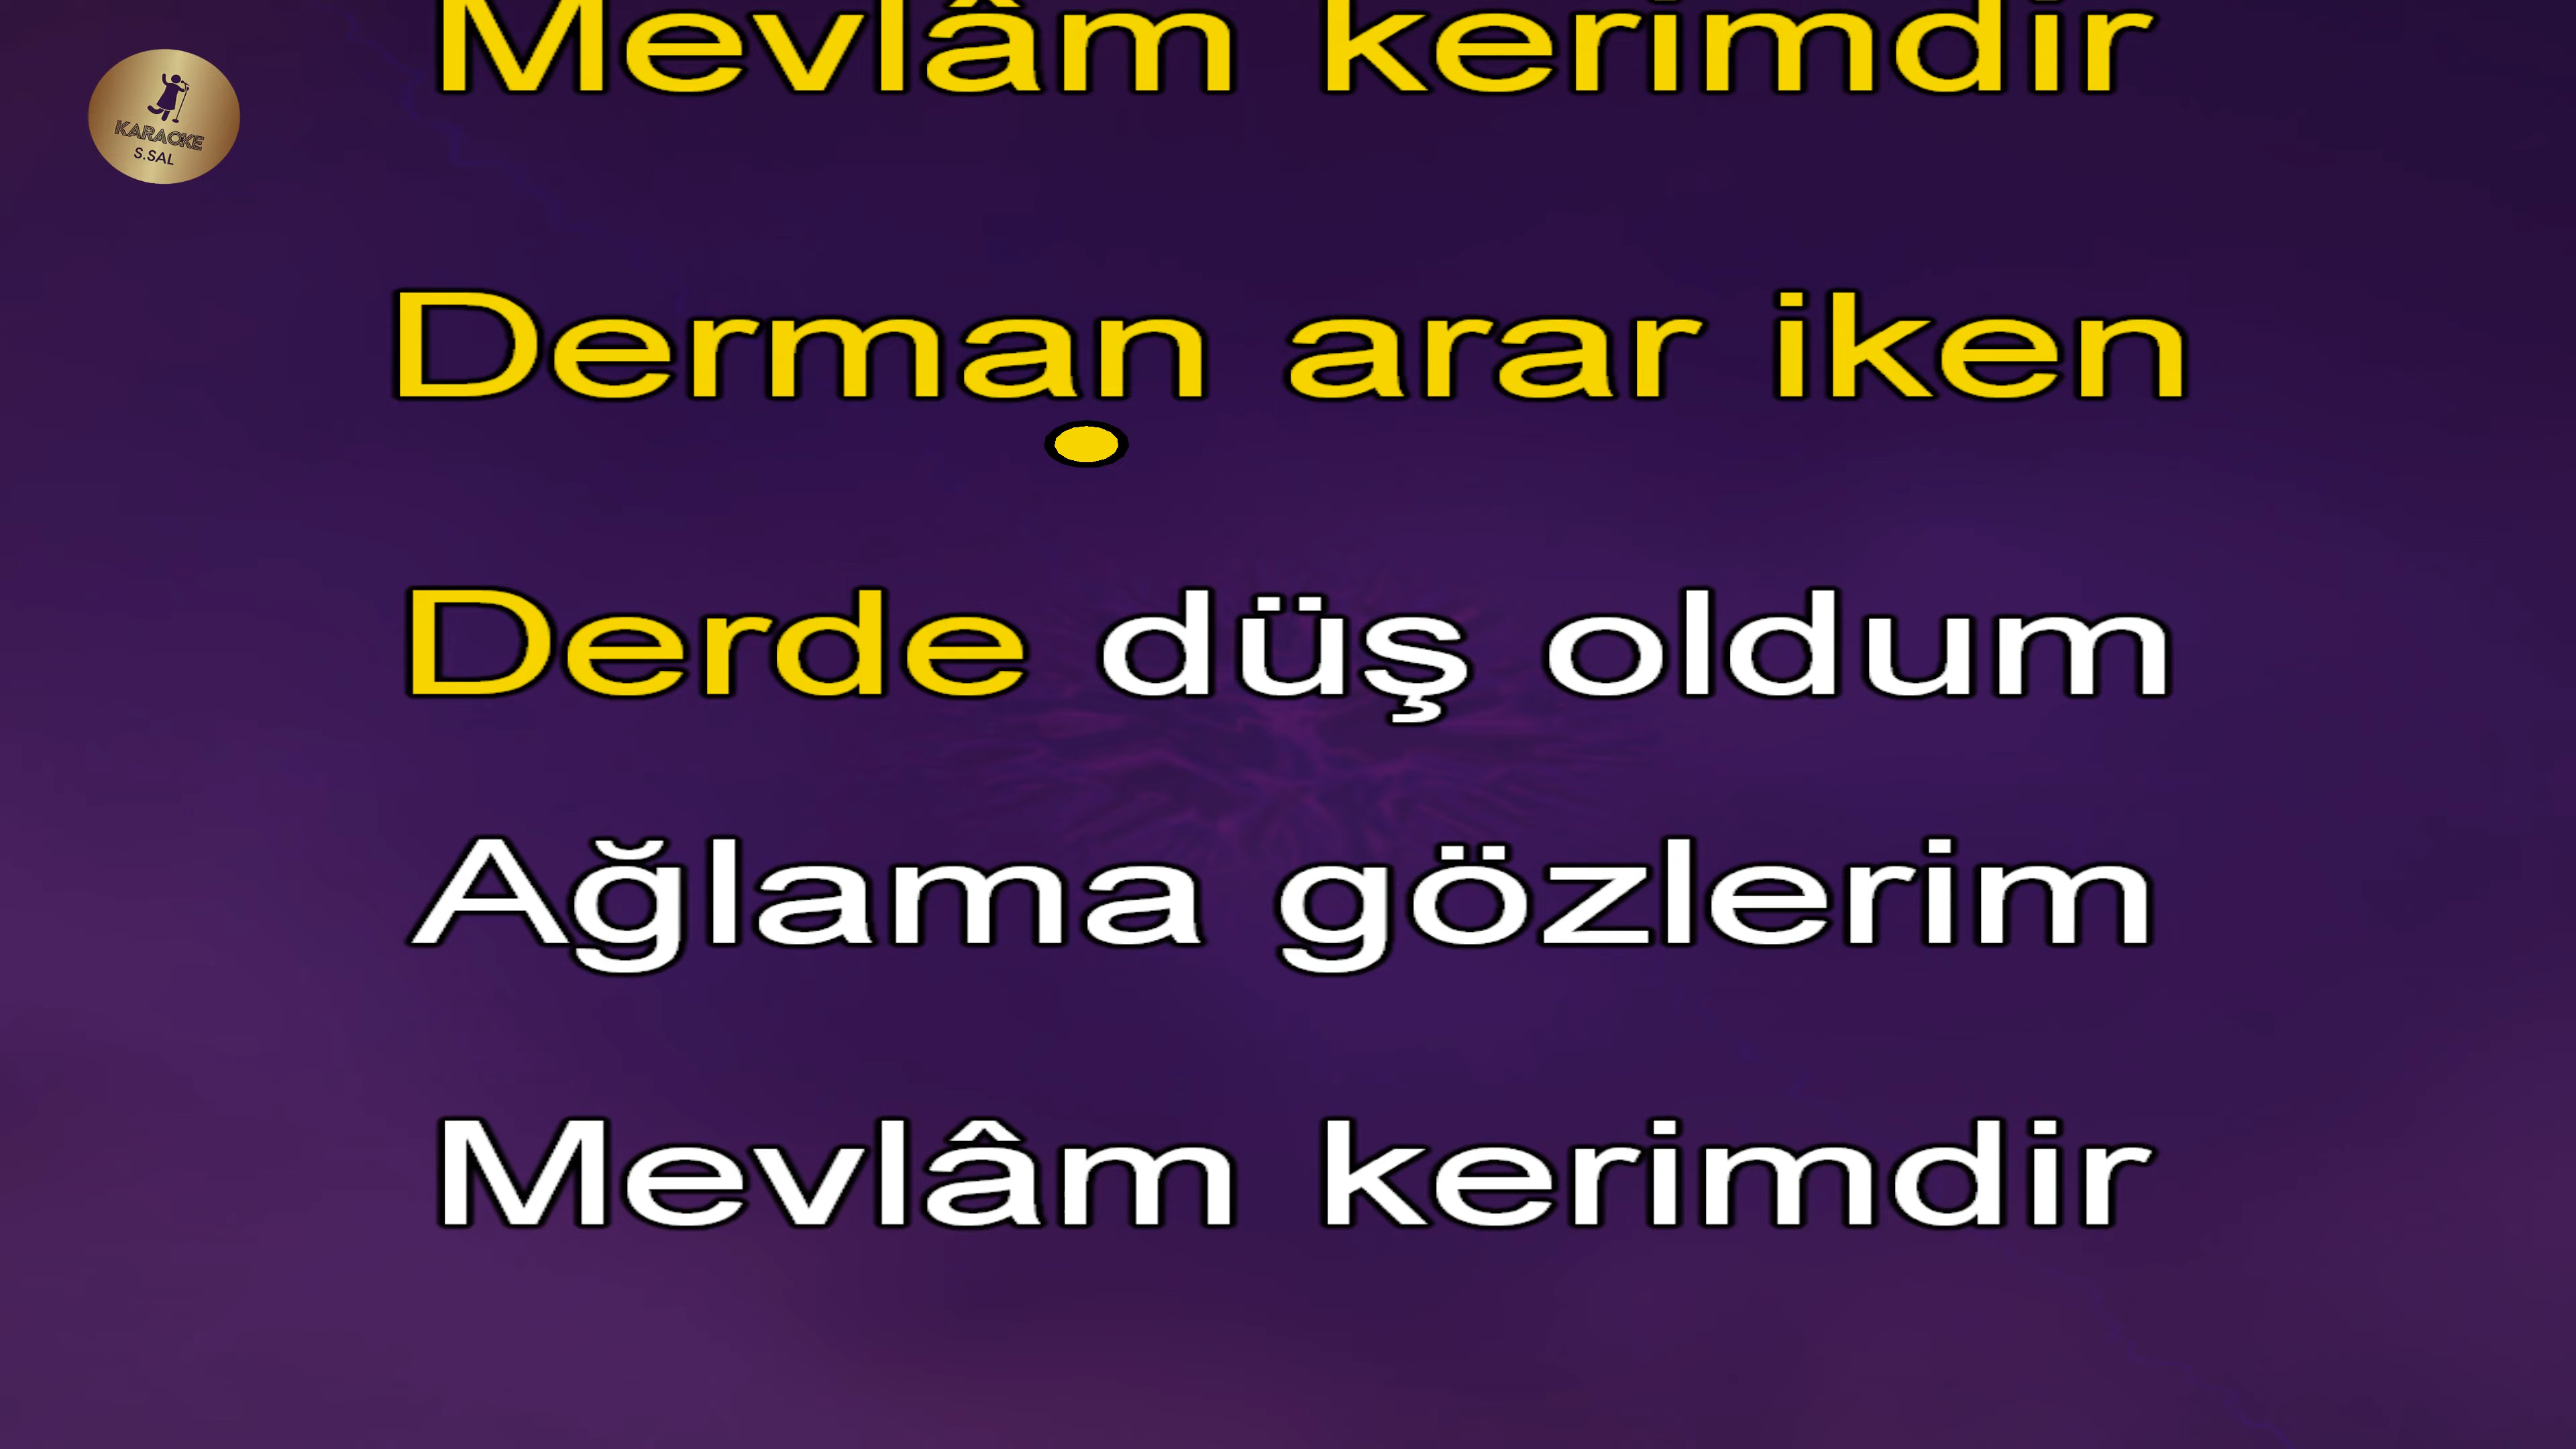 Mevlâm kerimdir
KARAOKE
S.SAL
Derman arar iken
Derde düş oldum
Ağlama gözlerim
Mevlâm kerimdir